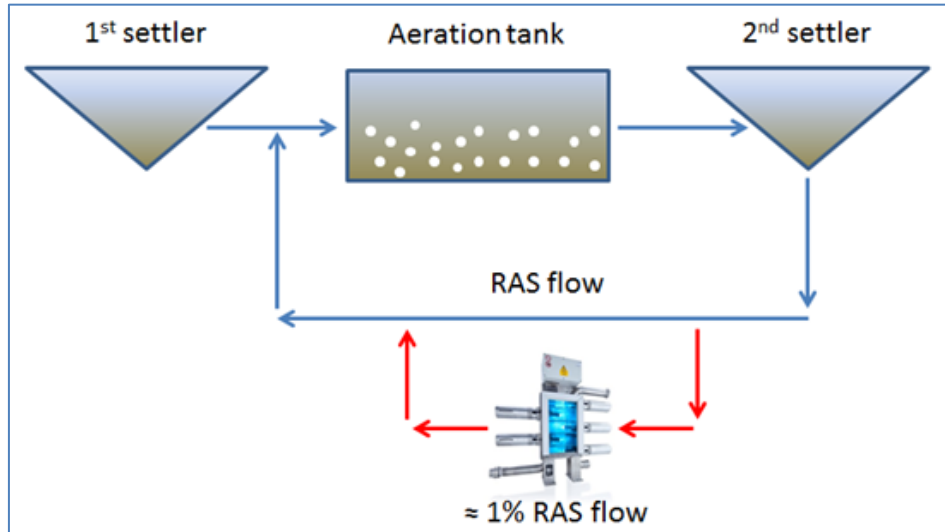 1st settler
Aeration tank
2nd settler
RAS flow
≈ 1% RAS flow